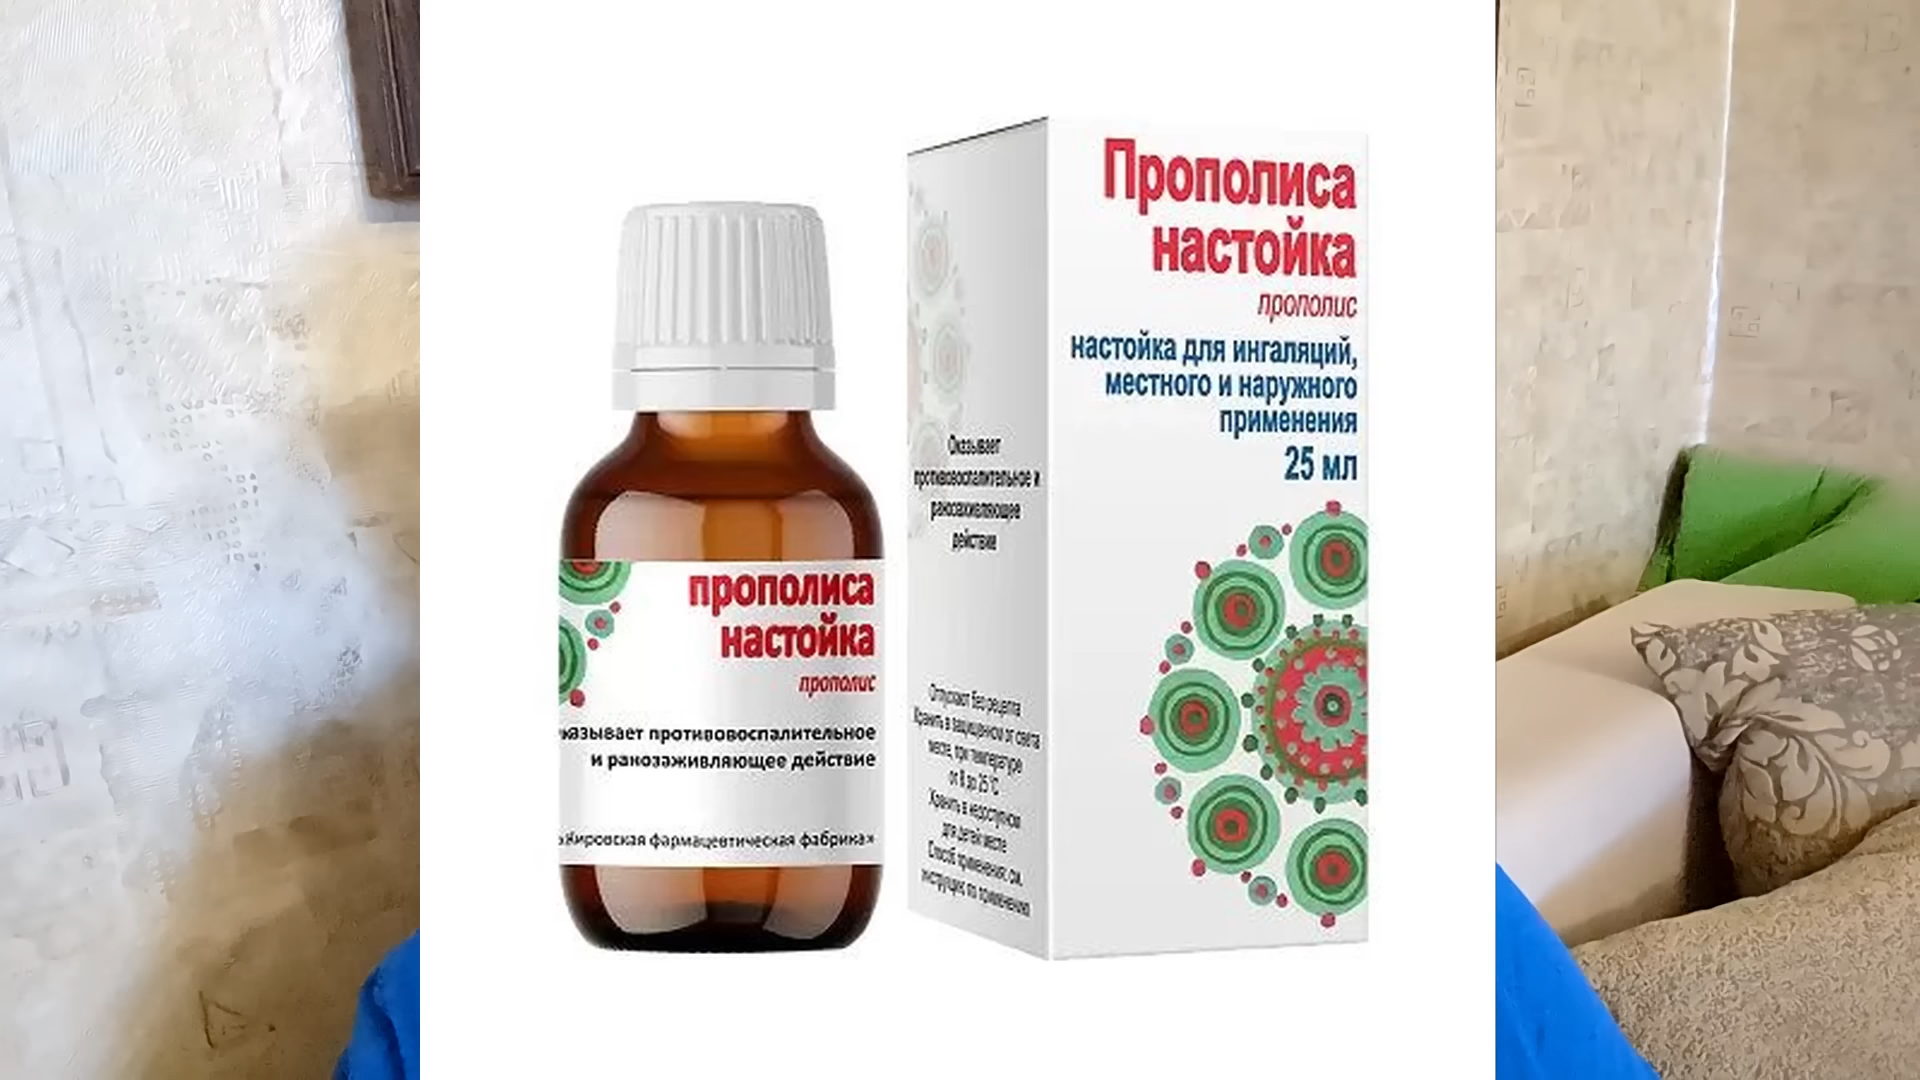 прополиса
настойка
прополис
оказывает противовоспалительное
и ранозаживляющее действие
Кировская фармацевтическая фабрика»
Оказывает
противовоспалительное и
ранозаживляющее
действие
Отпускают без рецепта
Хранить в защищенном от света
месте, при температуре
от 8 до 25°С
Хранить в недоступном
для детей месте
Способ применения: см.
инструкцию по применению
Прополиса
настойка
прополис
настойка для ингаляций,
местного и наружного
применения
25 мл